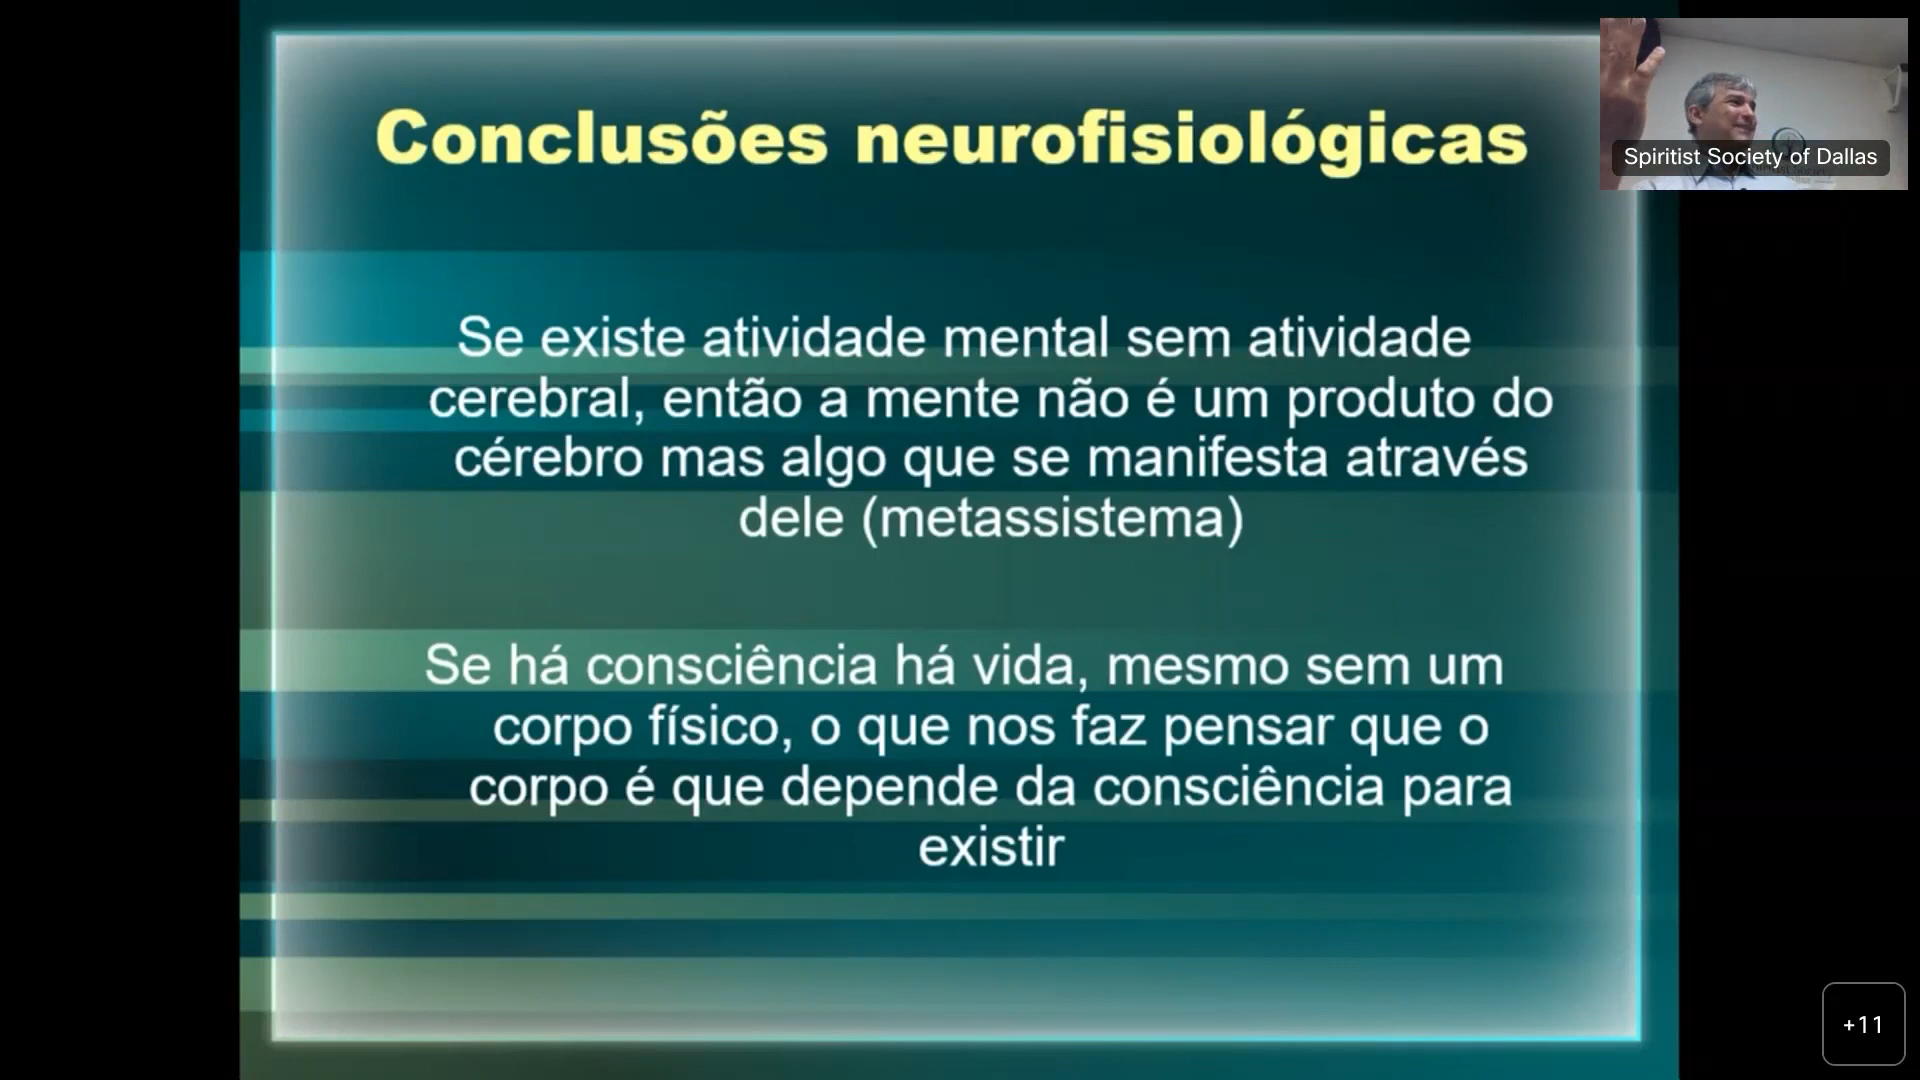 Conclusões neurofisiológicas
Spiritist Society of Dallas
Se existe atividade mental sem atividade
cerebral, então a mente não é um produto do
cérebro mas algo que se manifesta através
dele (metassistema)
Se há consciência há vida, mesmo sem um
corpo físico, o que nos faz pensar que o
corpo é que depende da consciência para
existir
+11